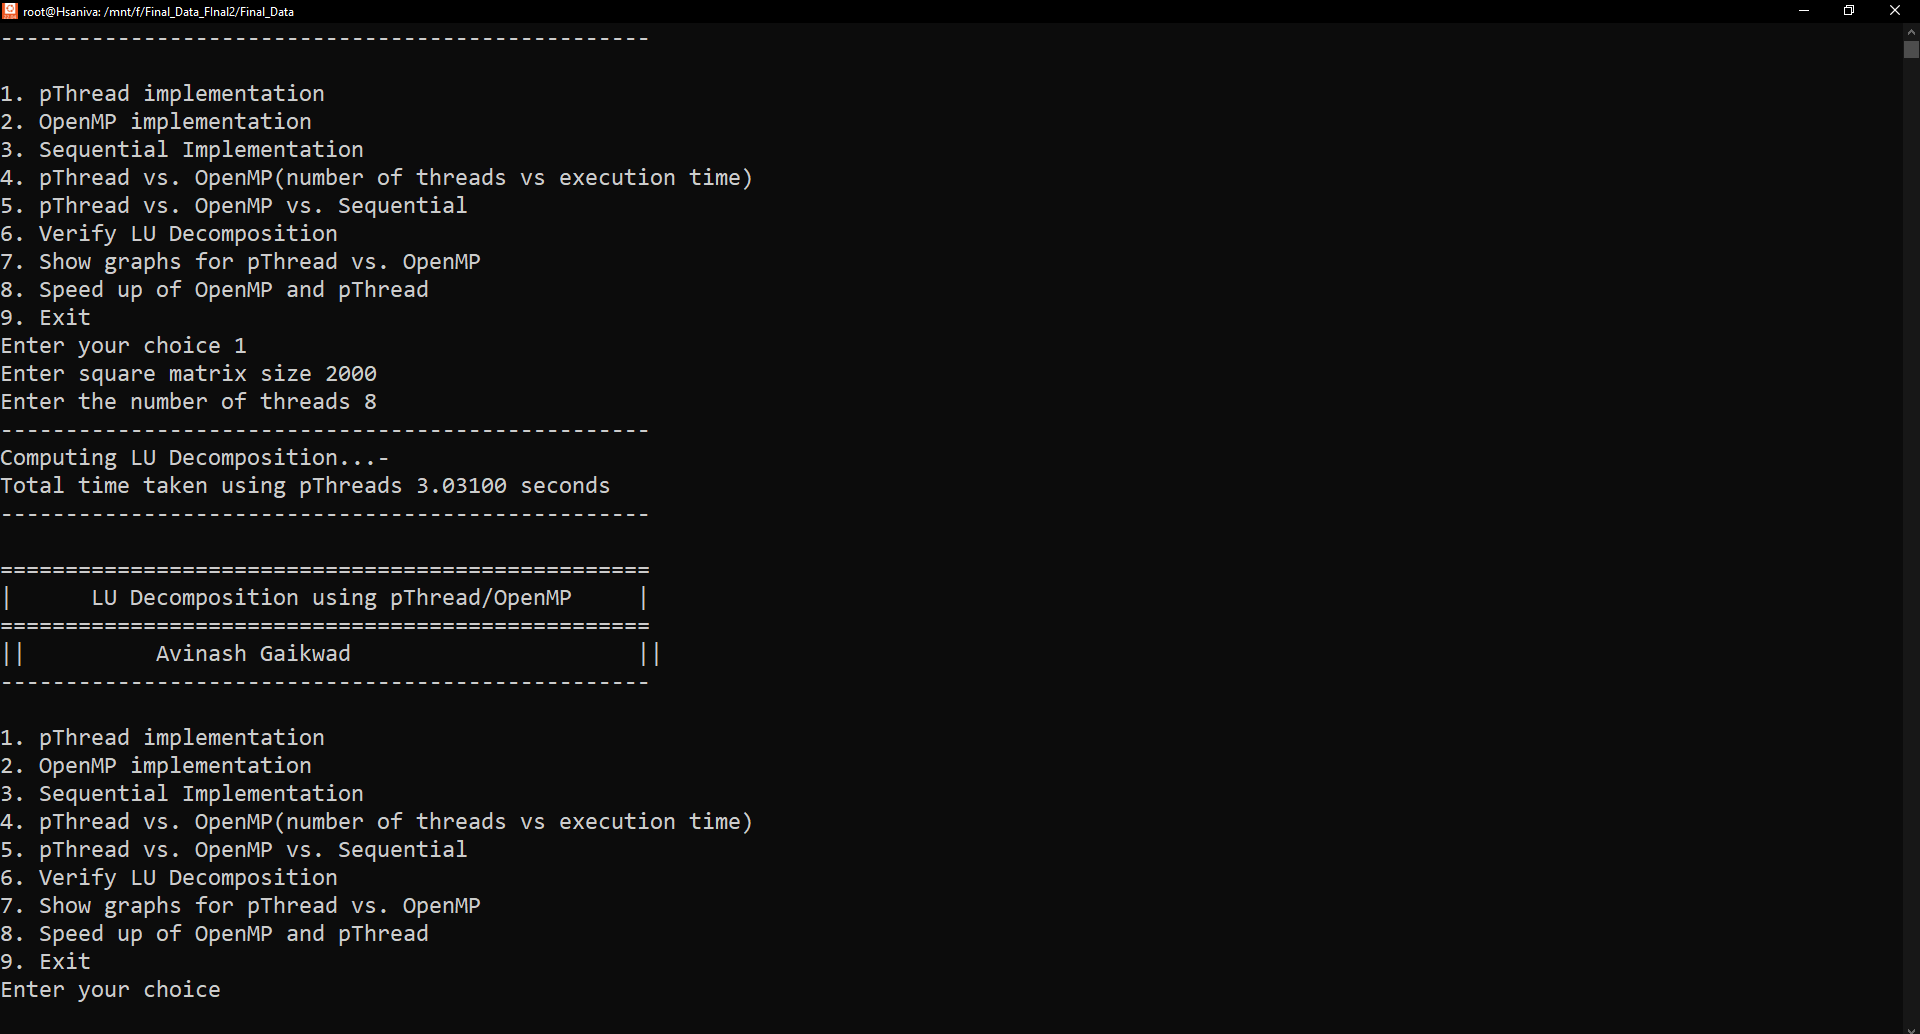 root@Hsaniva: /mnt/f/Final_Data_FInal2/Final_Data
--------------------------------------------------
1. pThread implementation
2. OpenMP implementation
3. Sequential Implementation
4. pThread vs. OpenMP(number of threads vs execution time)
5. pThread vs. OpenMP vs. Sequential
6. Verify LU Decomposition
7. Show graphs for pThread vs. OpenMP
8. Speed up of OpenMP and pThread
9. Exit
Enter your choice 1
Enter square matrix size 2000
Enter the number of threads 8
--------------------------------------------------
Computing LU Decomposition...-
Total time taken using pThreads 3.03100 seconds
--------------------------------------------------
==================================================
|      LU Decomposition using pThread/OpenMP     |
==================================================
||          Avinash Gaikwad                      ||
--------------------------------------------------
1. pThread implementation
2. OpenMP implementation
3. Sequential Implementation
4. pThread vs. OpenMP(number of threads vs execution time)
5. pThread vs. OpenMP vs. Sequential
6. Verify LU Decomposition
7. Show graphs for pThread vs. OpenMP
8. Speed up of OpenMP and pThread
9. Exit
Enter your choice